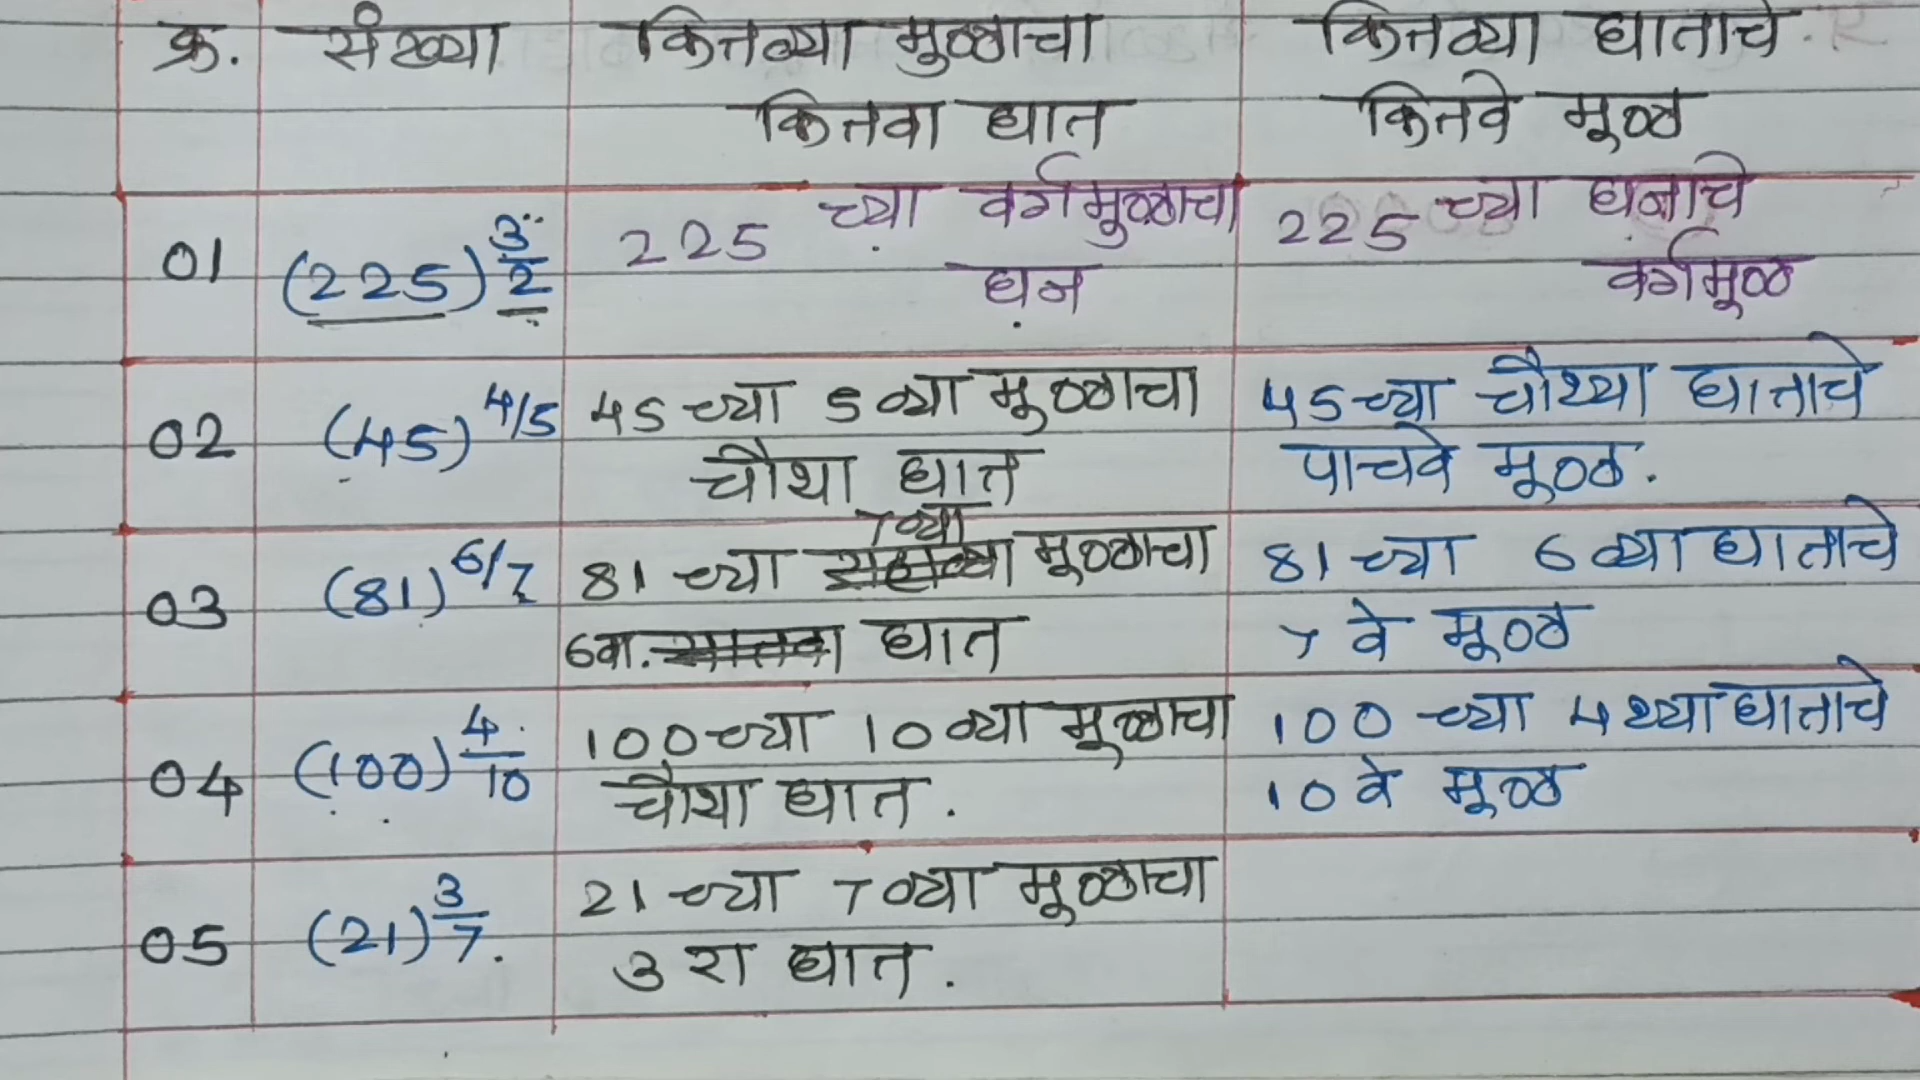 क्र. संख्या कितव्या मुळाचा कितव्या घाताचे
कितवा घात कितवे मूळ
01 (225)^3/2 225 च्या वर्गमुळाचा 225 च्या घनाचे
घन वर्गमूळ
02 (45)^4/5 45 च्या 5 व्या मूळाचा 45 च्या चौथ्या घाताचे
चौथा घात पाचवे मूळ.
7 व्या
03 (81)^6/7 81 च्या मूळाचा 81 च्या 6 व्या घाताचे
6वा. घात 7 वे मूळ
04 (100)^4/10 100 च्या 10 व्या मूळाचा 100 च्या 4 थ्या घाताचे
चौथा घात. 10 वे मूळ
05 (21)^3/7. 21 च्या 7 व्या मूळाचा
3 रा घात.